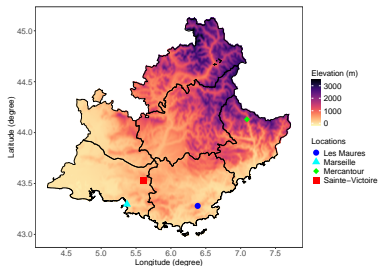 45.0
44.5
44.0
43.5
43.0
Latitude (degree)
4.5 5.0 5.5 6.0 6.5 7.0 7.5
Longitude (degree)
Elevation (m)
3000
2000
1000
0
Locations
Les Maures
Marseille
Mercantour
Sainte−Victoire